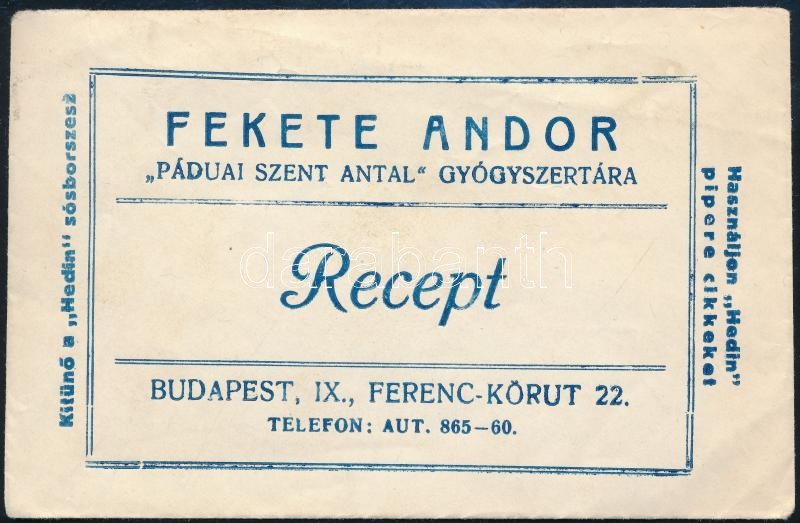 FEKETE ANDOR
„PÁDUAI SZENT ANTAL“ GYÓGYSZERTÁRA
Recept
BUDAPEST, IX., FERENC-KÖRUT 22.
TELEFON: AUT. 865-60.
Kitünő a „Hedin" sósborszesz
Használjon „Hedin"
pipere cikkeket
darabanth